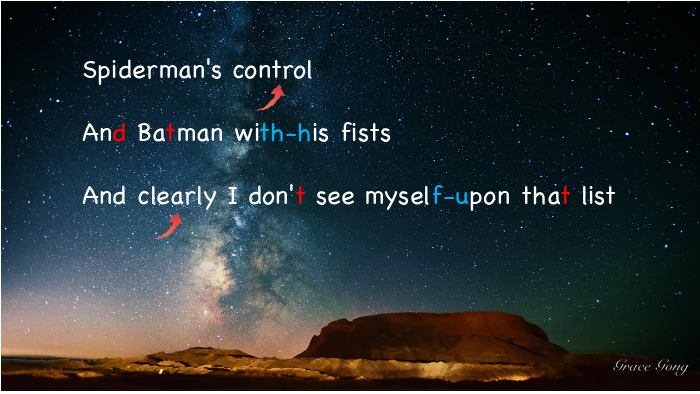 Spiderman's control
And Batman with-his fists
And clearly I don't see myself-upon that list
Grace Gong